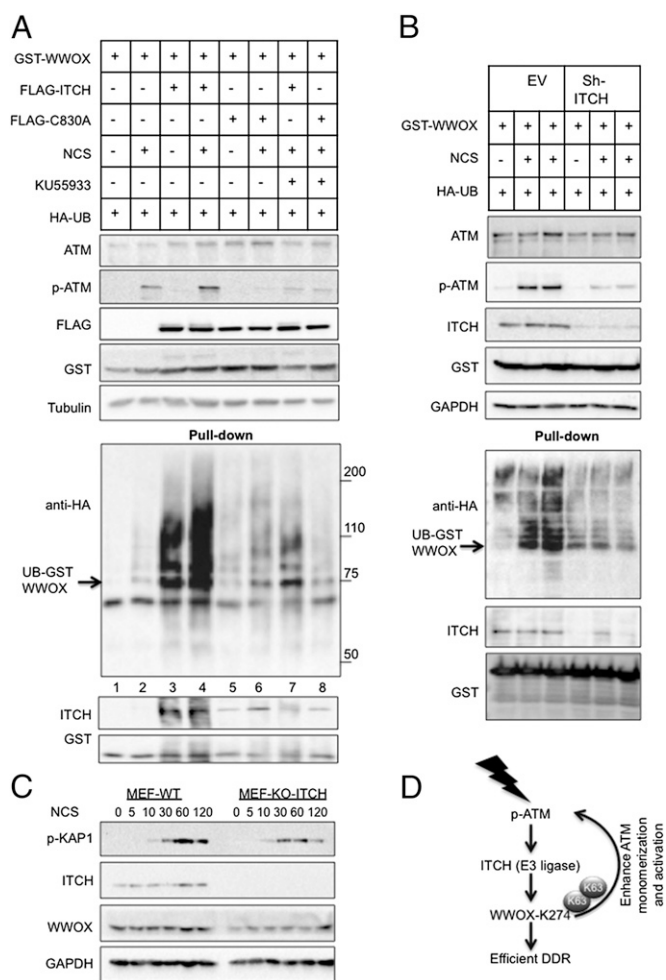 A
GST-WWOX + + + + + + + +
FLAG-ITCH - - + + - - + -
FLAG-C830A - - - - + + - +
NCS - + - + - + + +
KU55933 - - - - - - + +
HA-UB + + + + + + + +
ATM
p-ATM
FLAG
GST
Tubulin
Pull-down
anti-HA
UB-GST
WWOX
200
110
75
50
1 2 3 4 5 6 7 8
ITCH
GST
B
EV Sh-
ITCH
GST-WWOX + + + + + +
NCS - + + - + +
HA-UB + + + + + +
ATM
p-ATM
ITCH
GST
GAPDH
Pull-down
anti-HA
UB-GST
WWOX
ITCH
GST
C
MEF-WT MEF-KO-ITCH
NCS 0 5 10 30 60 120 0 5 10 30 60 120
p-KAP1
ITCH
WWOX
GAPDH
D
p-ATM
ITCH (E3 ligase)
WWOX-K274
Efficient DDR
K63
K63
Enhance ATM
monomerization
and activation